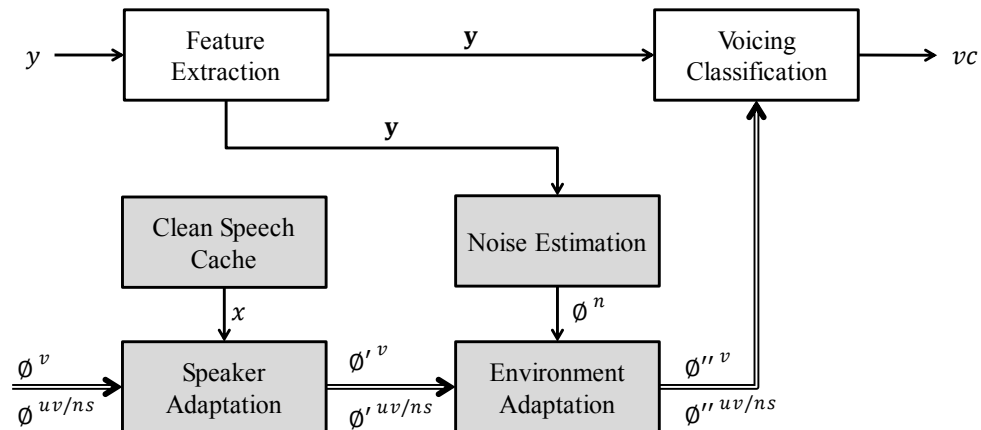 y
Feature
Extraction
𝐲
Voicing
Classification
vc
𝐲
Clean Speech
Cache
Noise Estimation
x
∅ⁿ
∅ᵛ
∅ᵘᵛ/ⁿˢ
Speaker
Adaptation
∅′ᵛ
∅′ᵘᵛ/ⁿˢ
Environment
Adaptation
∅′′ᵛ
∅′′ᵘᵛ/ⁿˢ